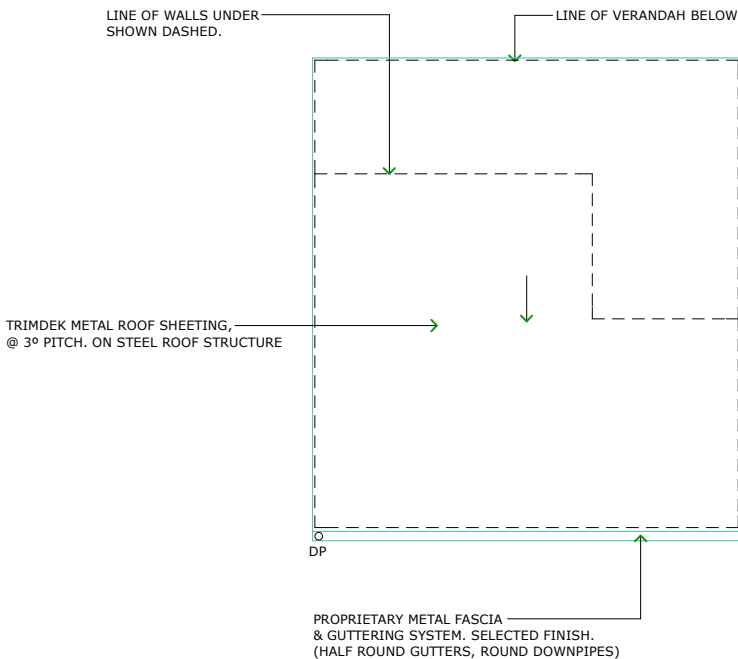 LINE OF WALLS UNDER
SHOWN DASHED.
LINE OF VERANDAH BELOW
TRIMDEK METAL ROOF SHEETING,
@ 3º PITCH. ON STEEL ROOF STRUCTURE
DP
PROPRIETARY METAL FASCIA
& GUTTERING SYSTEM. SELECTED FINISH.
(HALF ROUND GUTTERS, ROUND DOWNPIPES)